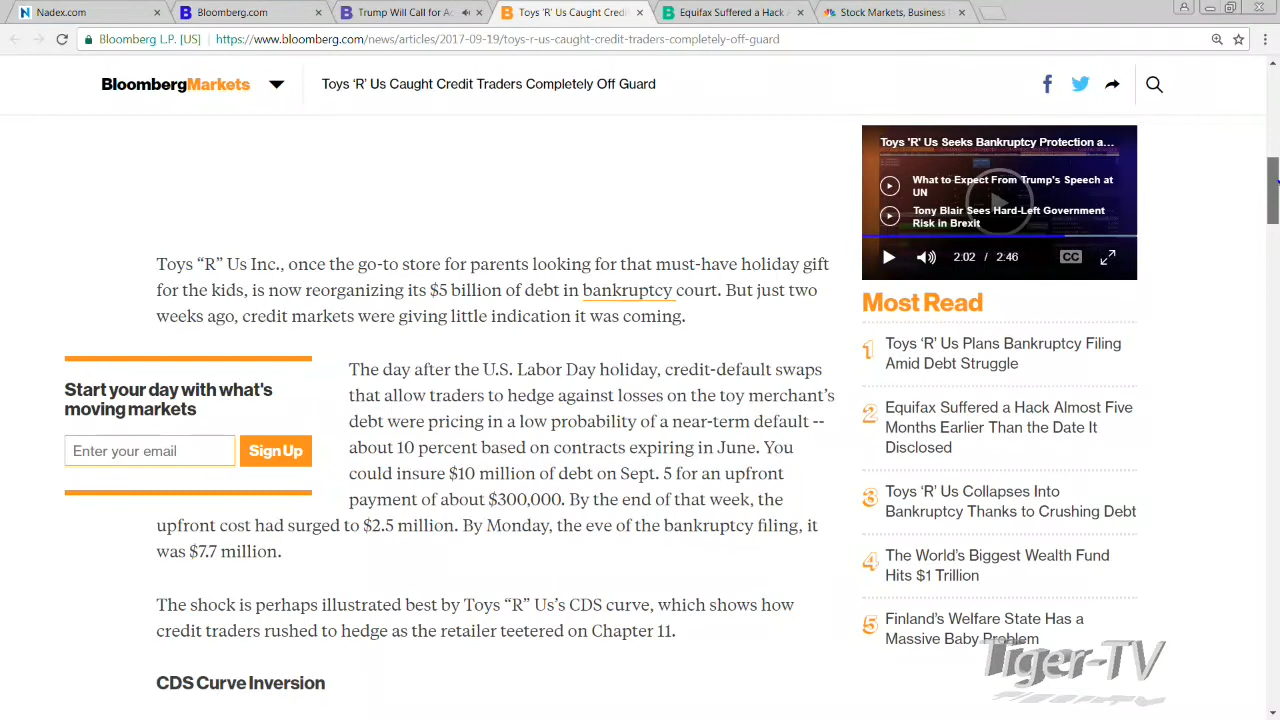 Nadex.com
Bloomberg.com
Trump Will Call for Ac
Toys 'R' Us Caught Credi
Equifax Suffered a Hack A
Stock Markets, Business
Bloomberg L.P. [US]
https://www.bloomberg.com/news/articles/2017-09-19/toys-r-us-caught-credit-traders-completely-off-guard
BloombergMarkets
Toys ‘R’ Us Caught Credit Traders Completely Off Guard
Toys “R” Us Inc., once the go-to store for parents looking for that must-have holiday gift
for the kids, is now reorganizing its $5 billion of debt in bankruptcy court. But just two
weeks ago, credit markets were giving little indication it was coming.
Start your day with what's
moving markets
Enter your email
Sign Up
The day after the U.S. Labor Day holiday, credit-default swaps
that allow traders to hedge against losses on the toy merchant’s
debt were pricing in a low probability of a near-term default --
about 10 percent based on contracts expiring in June. You
could insure $10 million of debt on Sept. 5 for an upfront
payment of about $300,000. By the end of that week, the
upfront cost had surged to $2.5 million. By Monday, the eve of the bankruptcy filing, it
was $7.7 million.
The shock is perhaps illustrated best by Toys “R” Us’s CDS curve, which shows how
credit traders rushed to hedge as the retailer teetered on Chapter 11.
CDS Curve Inversion
Toys 'R' Us Seeks Bankruptcy Protection a...
What to Expect From Trump's Speech at
UN
Tony Blair Sees Hard-Left Government
Risk in Brexit
2:02 / 2:46
CC
Most Read
1
Toys ‘R’ Us Plans Bankruptcy Filing
Amid Debt Struggle
2
Equifax Suffered a Hack Almost Five
Months Earlier Than the Date It
Disclosed
3
Toys ‘R’ Us Collapses Into
Bankruptcy Thanks to Crushing Debt
4
The World’s Biggest Wealth Fund
Hits $1 Trillion
5
Finland’s Welfare State Has a
Massive Baby Problem
Tiger-TV